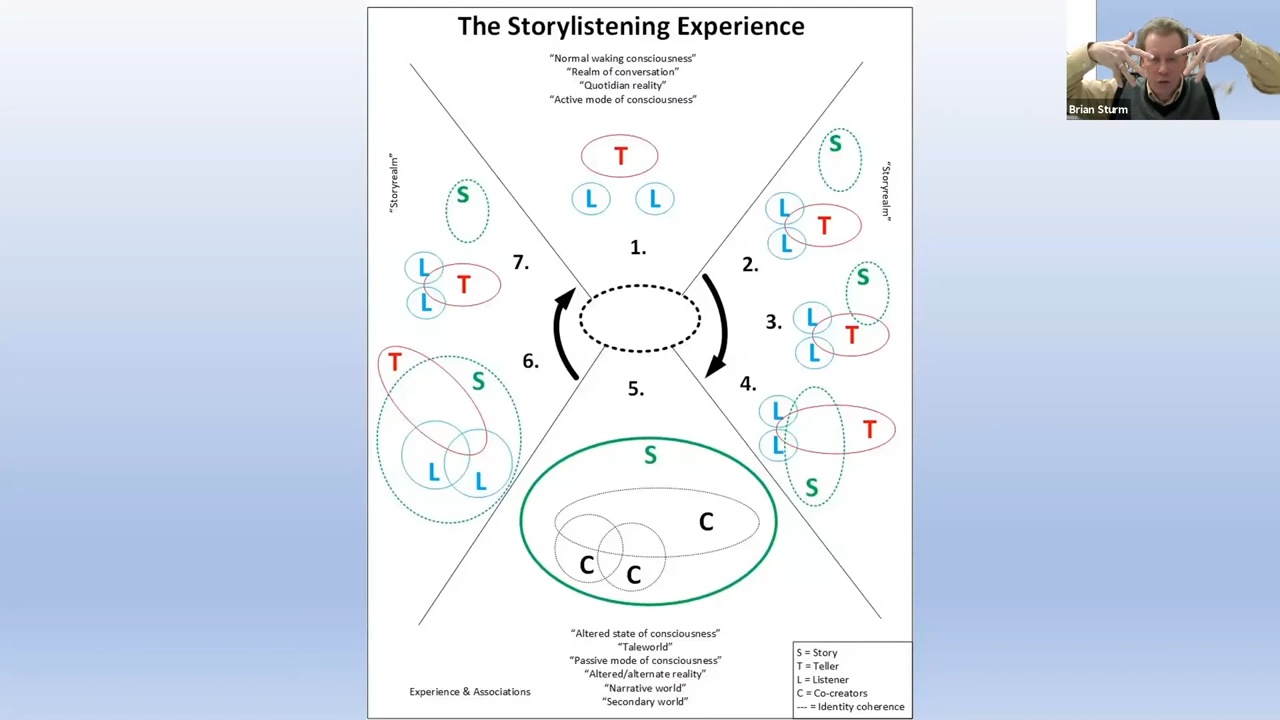 The Storylistening Experience
“Normal waking consciousness”
“Realm of conversation”
“Quotidian reality”
“Active mode of consciousness”
Brian Sturm
“Storyrealm”
“Storyrealm”
T
L
L
1.
S
L
T
L
2.
S
L
T
L
3.
S
L
T
L
S
4.
5.
S
C
C
C
6.
T
S
L
L
7.
S
L
T
L
“Altered state of consciousness”
“Taleworld”
“Passive mode of consciousness”
“Altered/alternate reality”
“Narrative world”
“Secondary world”
Experience & Associations
S = Story
T = Teller
L = Listener
C = Co-creators
--- = Identity coherence